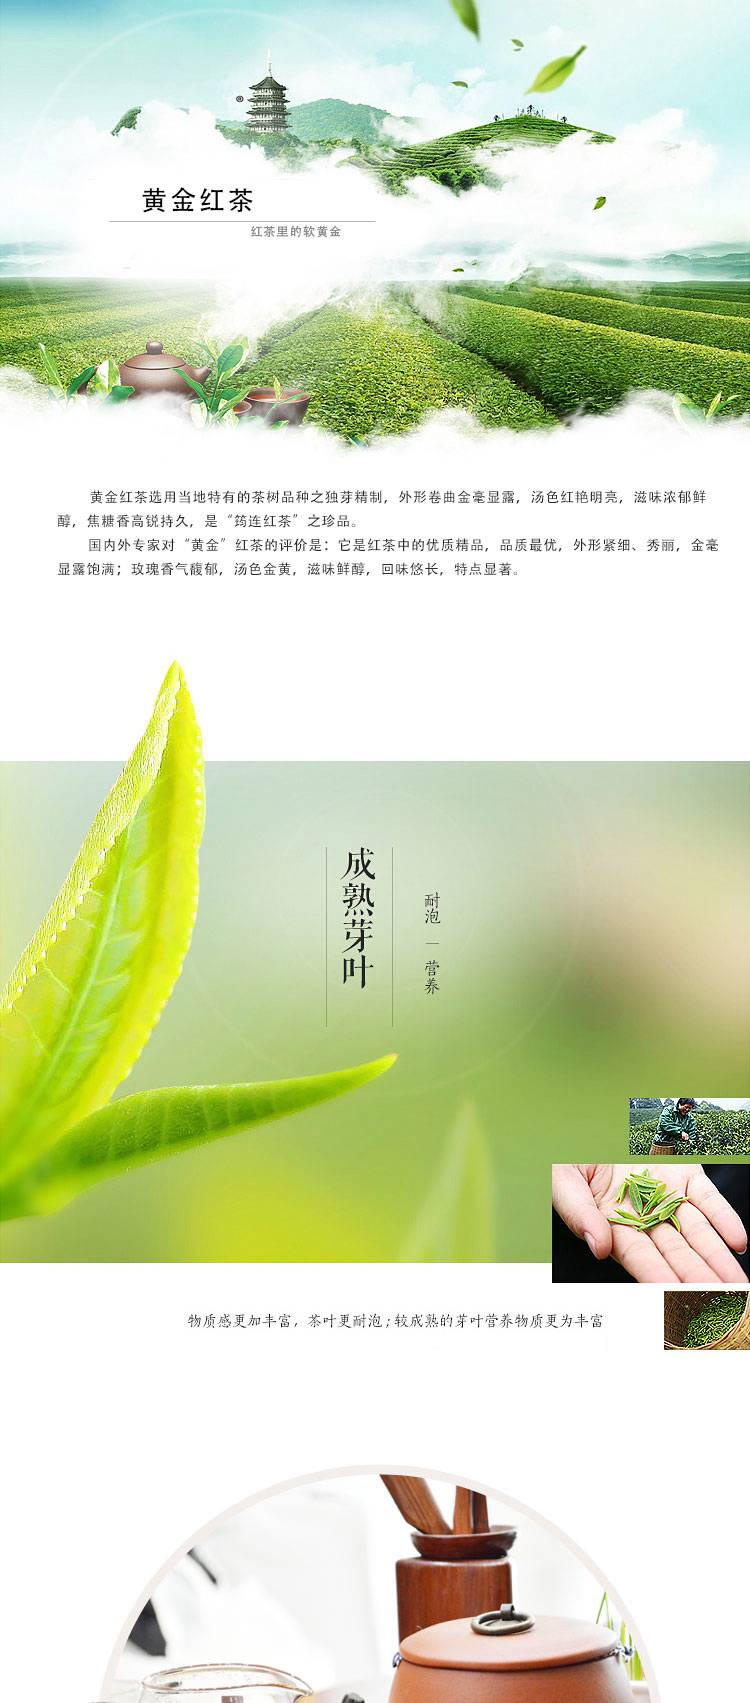 ®
黄金红茶
红茶里的软黄金
黄金红茶选用当地特有的茶树品种之独芽精制，外形卷曲金毫显露，汤色红艳明亮，滋味浓郁鲜
醇，焦糖香高锐持久，是“筠连红茶”之珍品。
国内外专家对“黄金”红茶的评价是：它是红茶中的优质精品，品质最优，外形紧细、秀丽，金毫
显露饱满；玫瑰香气馥郁，汤色金黄，滋味鲜醇，回味悠长，特点显著。
成熟芽叶
耐泡｜营养
物质感更加丰富，茶叶更耐泡；较成熟的芽叶营养物质更为丰富